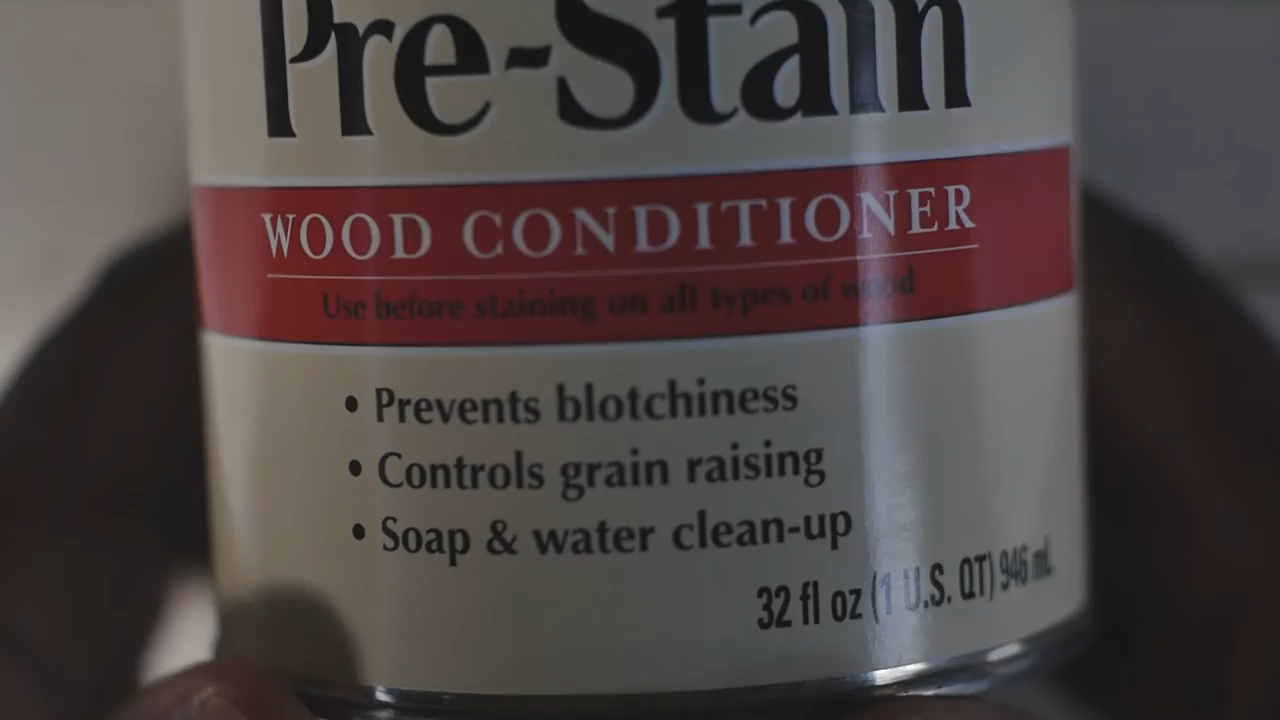 Pre-Stain
WOOD CONDITIONER
Use before staining on all types of wood
• Prevents blotchiness
• Controls grain raising
• Soap & water clean-up
32 fl oz (1 U.S. QT) 946 mL